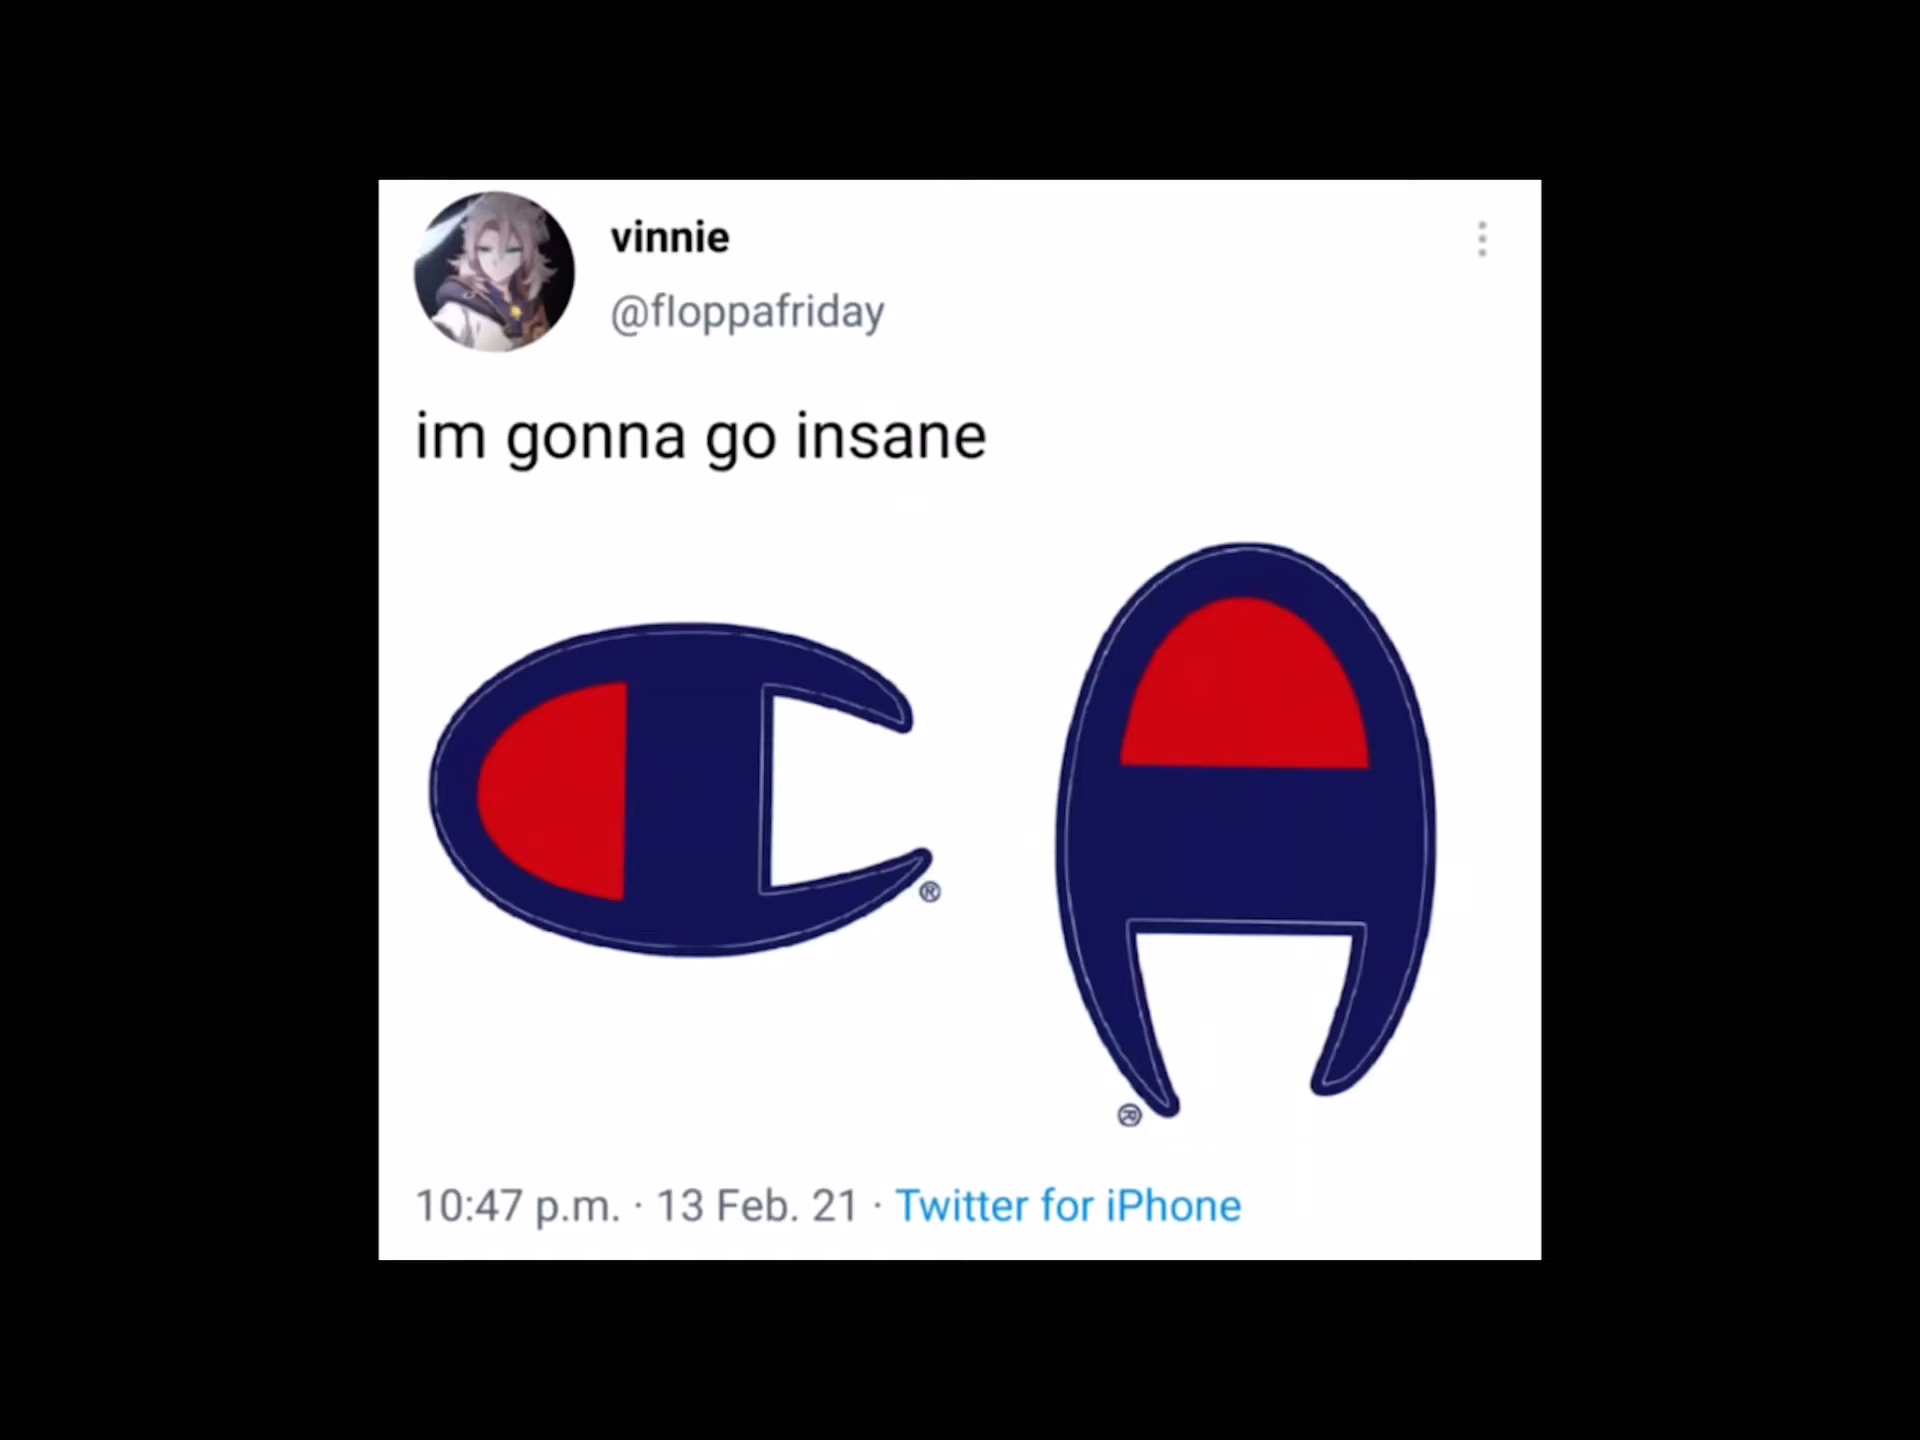 vinnie
@floppafriday
im gonna go insane
®
®
10:47 p.m. · 13 Feb. 21 · Twitter for iPhone